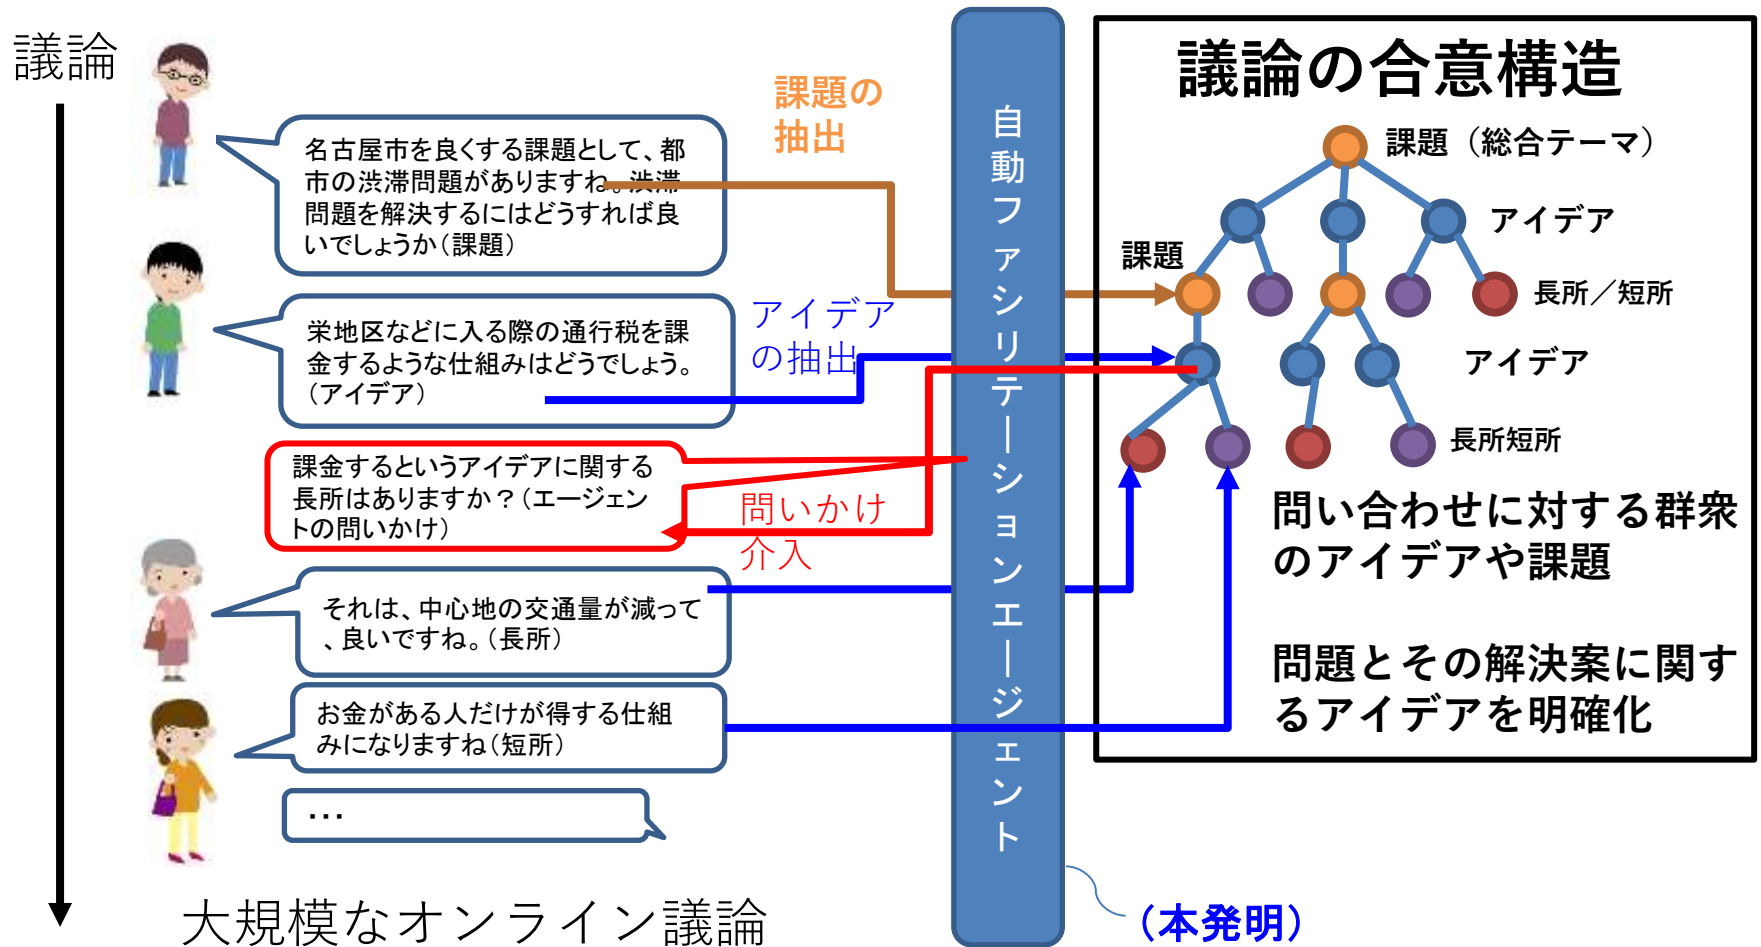 議論
名古屋市を良くする課題として、都
市の渋滞問題がありますね。渋滞
問題を解決するにはどうすれば良
いでしょうか(課題)
栄地区などに入る際の通行税を課
金するような仕組みはどうでしょう。
(アイデア)
課金するというアイデアに関する
長所はありますか？(エージェン
トの問いかけ)
それは、中心地の交通量が減って
、良いですね。(長所)
お金がある人だけが得する仕組
みになりますね(短所)
・・・
大規模なオンライン議論
課題の
抽出
アイデア
の抽出
問いかけ
介入
自動ファシリテーションエージェント
(本発明)
議論の合意構造
課題（総合テーマ）
アイデア
課題
長所／短所
アイデア
長所短所
問い合わせに対する群衆
のアイデアや課題
問題とその解決案に関す
るアイデアを明確化